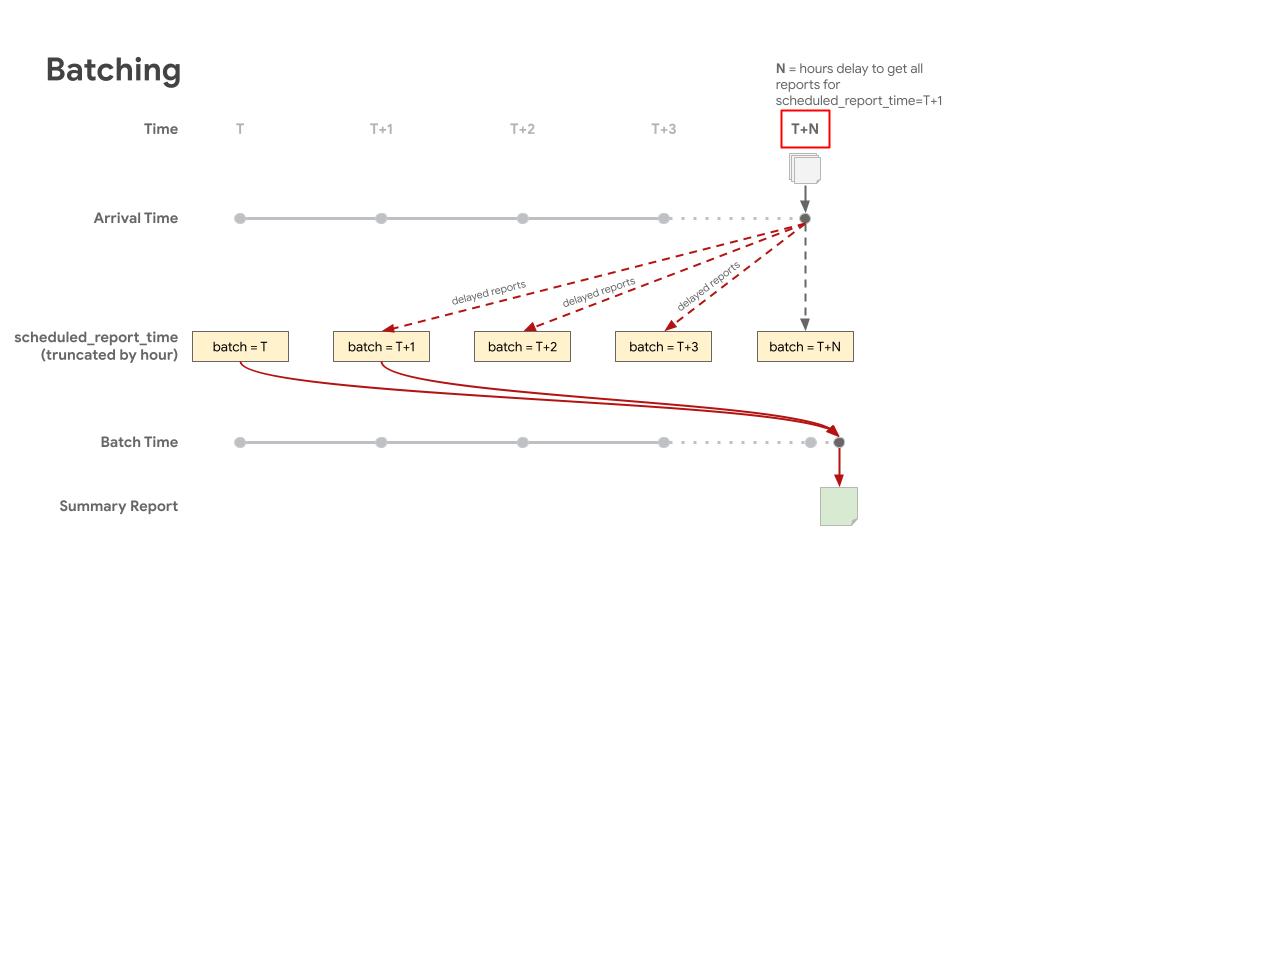 Batching
N = hours delay to get all
reports for
scheduled_report_time=T+1
Time
T
T+1
T+2
T+3
T+N
Arrival Time
delayed reports
delayed reports
delayed reports
scheduled_report_time
(truncated by hour)
batch = T
batch = T+1
batch = T+2
batch = T+3
batch = T+N
Batch Time
Summary Report